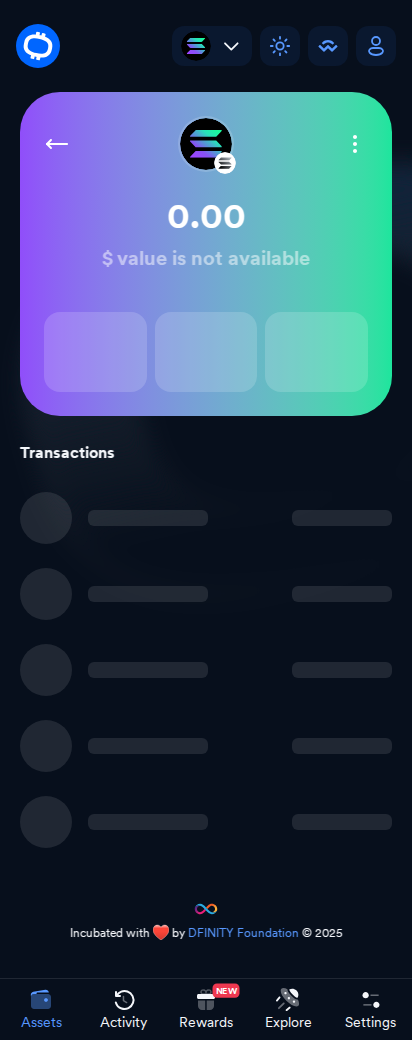 0.00
$ value is not available
Transactions
Incubated with ❤️ by DFINITY Foundation © 2025
NEW
Assets
Activity
Rewards
Explore
Settings